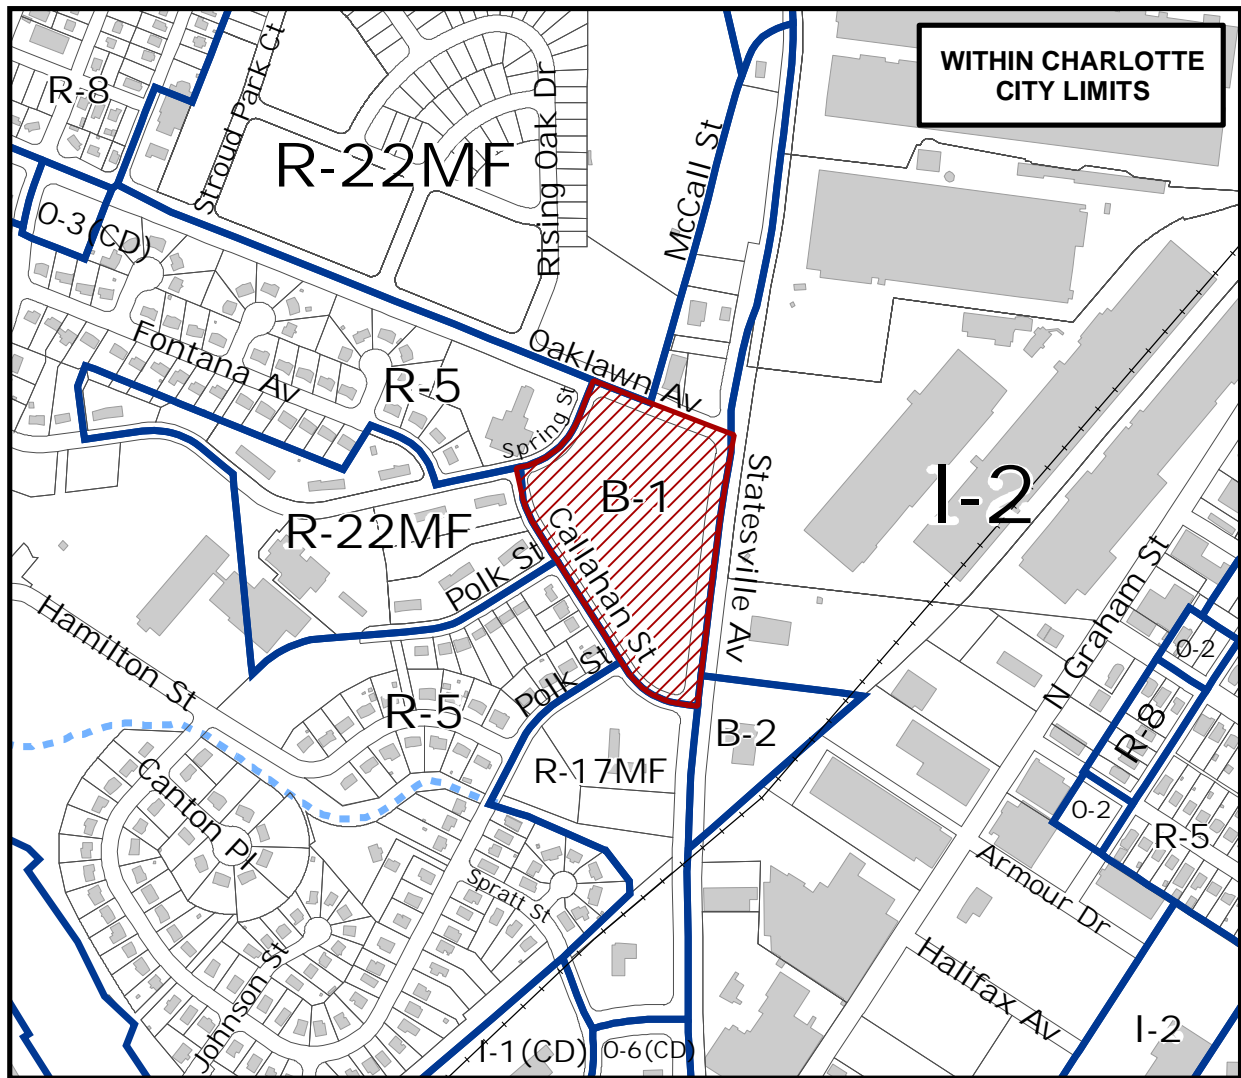 WITHIN CHARLOTTE
CITY LIMITS
R-8
Stroud Park Ct
R-22MF
Rising Oak Dr
McCall St
O-3(CD)
Fontana Av
R-5
Oaklawn Av
Spring St
B-1
I-2
Statesville Av
Callahan St
R-22MF
Polk St
N Graham St
Hamilton St
O-2
Polk St
R-5
R-8
B-2
R-17MF
Canton Pl
O-2
R-5
Armour Dr
Spratt St
Halifax Av
Johnson St
I-2
I-1(CD)
O-6(CD)